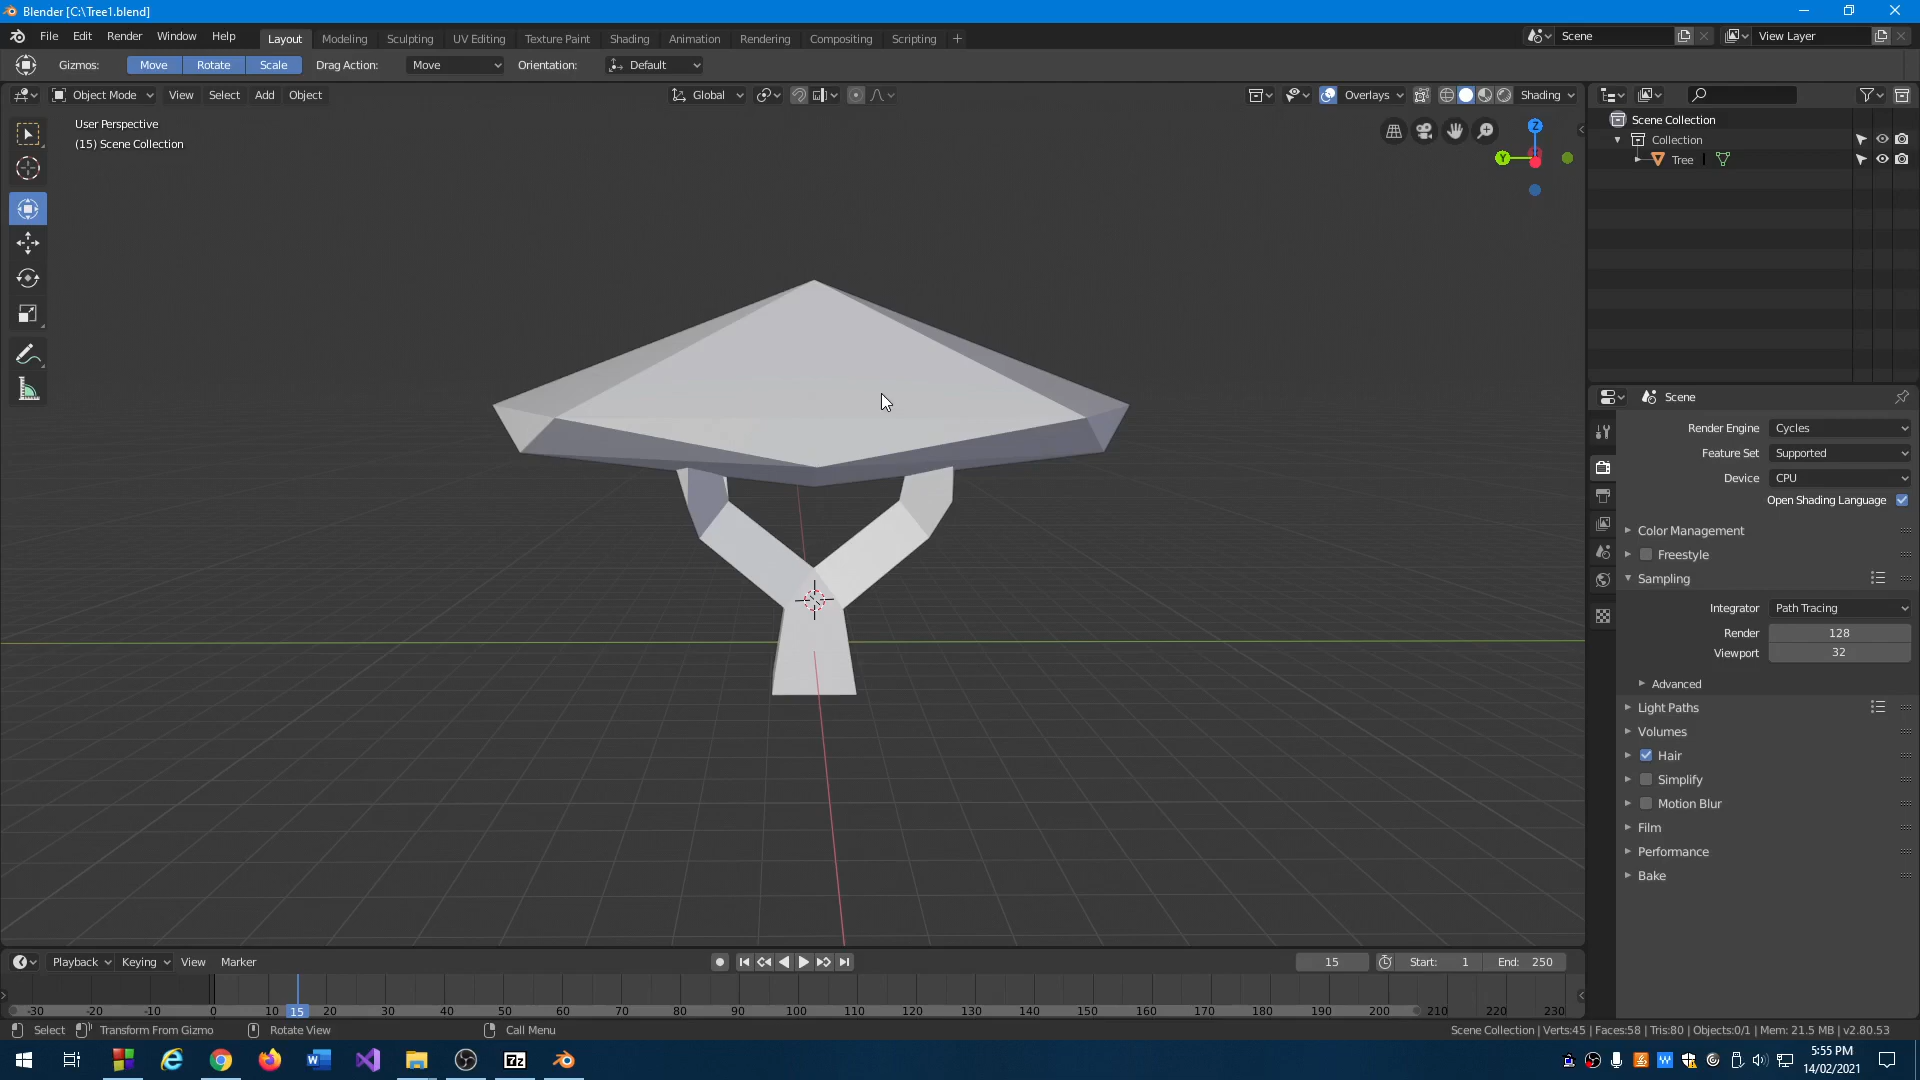 Blender [C:\Tree1.blend]
File Edit Render Window Help Layout Modeling Sculpting UV Editing Texture Paint Shading Animation Rendering Compositing Scripting + Scene View Layer
Gizmos: Move Rotate Scale Drag Action: Move Orientation: Default
Object Mode View Select Add Object Global Overlays Shading
User Perspective
(15) Scene Collection
Z
Y
Scene Collection
Collection
Tree
Scene
Render Engine Cycles
Feature Set Supported
Device CPU
Open Shading Language
Color Management
Freestyle
Sampling
Integrator Path Tracing
Render 128
Viewport 32
Advanced
Light Paths
Volumes
Hair
Simplify
Motion Blur
Film
Performance
Bake
Playback Keying View Marker 15 Start: 1 End: 250
-30 -20 -10 0 10 15 20 30 40 50 60 70 80 90 100 110 120 130 140 150 160 170 180 190 200 210 220 230
Select Transform From Gizmo Rotate View Call Menu Scene Collection | Verts:45 | Faces:58 | Tris:80 | Objects:0/1 | Mem: 21.5 MB | v2.80.53
7z
5:55 PM
14/02/2021